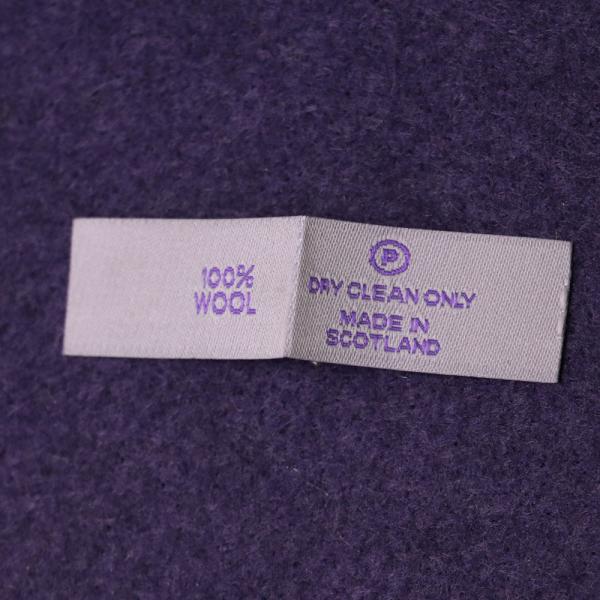 100%
WOOL
P
DRY CLEAN ONLY
MADE IN
SCOTLAND